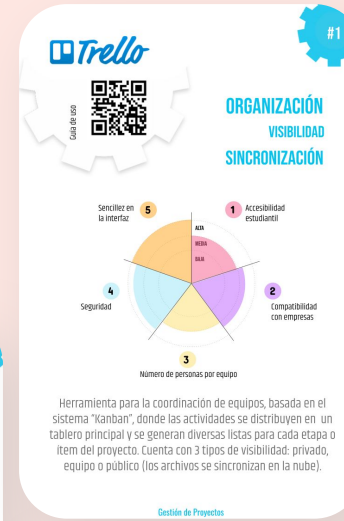 #1
Trello
Guía de uso
ORGANIZACIÓN
VISIBILIDAD
SINCRONIZACIÓN
Sencillez en
la interfaz
5
1
Accesibilidad
estudiantil
ALTA
MEDIA
BAJA
4
Seguridad
2
Compatibilidad
con empresas
3
Número de personas por equipo
Herramienta para la coordinación de equipos, basada en el
sistema "Kanban", donde las actividades se distribuyen en un
tablero principal y se generan diversas listas para cada etapa o
ítem del proyecto. Cuenta con 3 tipos de visibilidad: privado,
equipo o público (los archivos se sincronizan en la nube).
Gestión de Proyectos